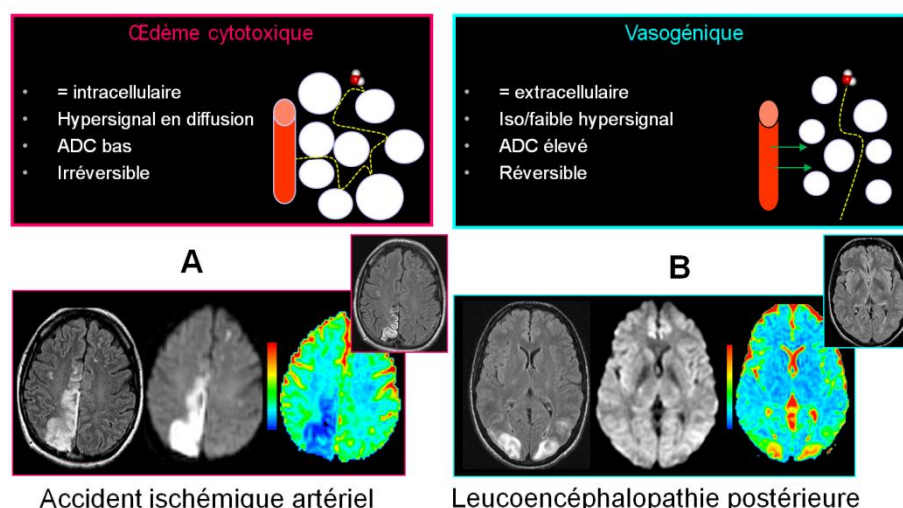 Œdème cytotoxique
• = intracellulaire
• Hypersignal en diffusion
• ADC bas
• Irréversible
Vasogénique
• = extracellulaire
• Iso/faible hypersignal
• ADC élevé
• Réversible
A
B
Accident ischémique artériel
Leucoencéphalopathie postérieure